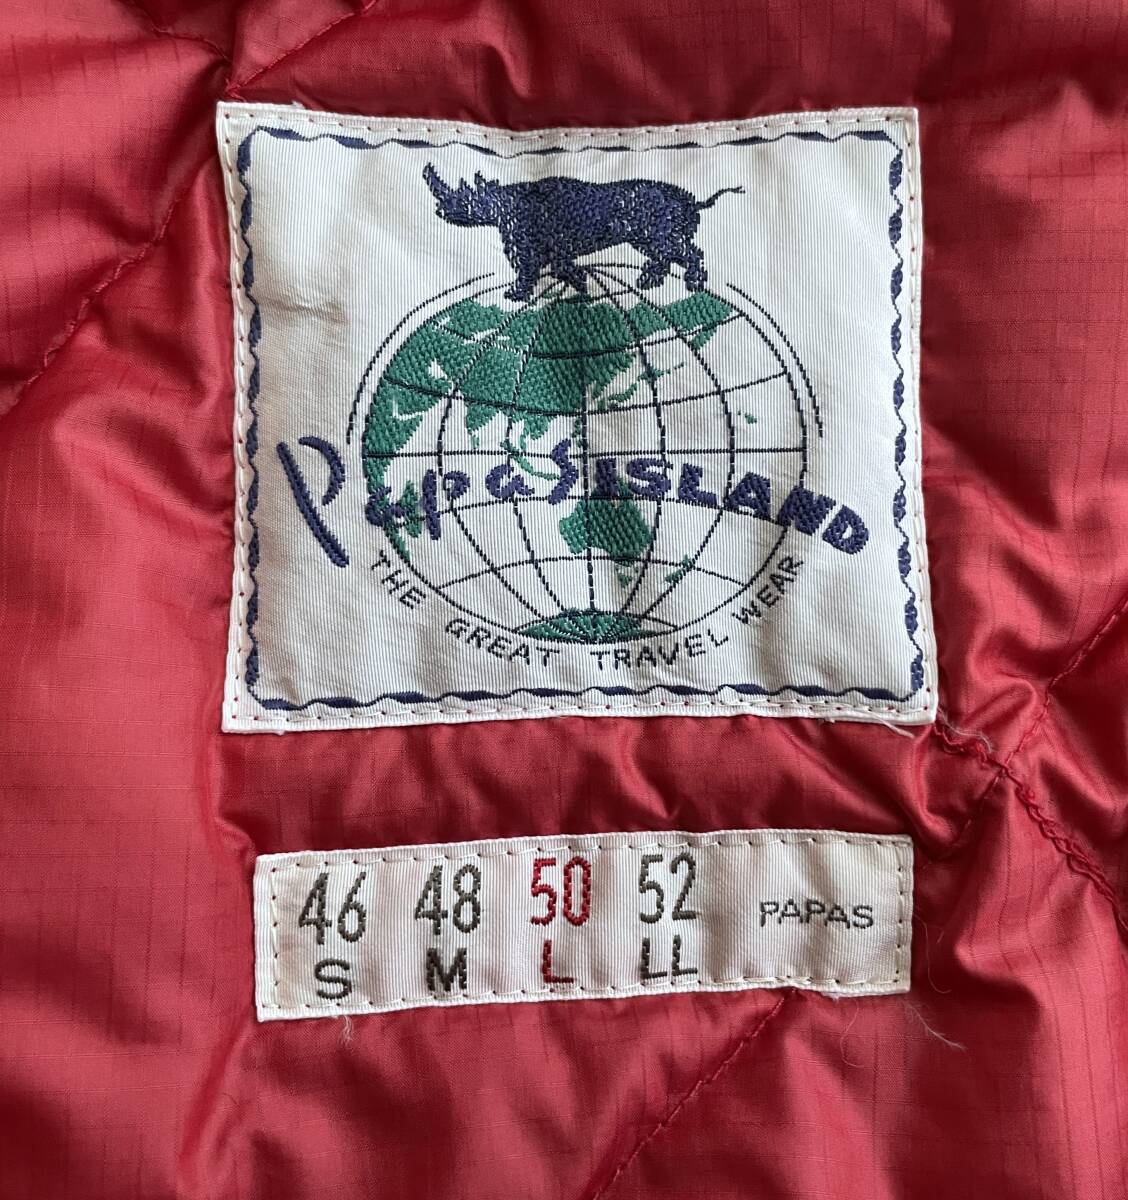 Papas ISLAND
THE GREAT TRAVEL WEAR
46 48 50 52 PAPAS
S M L LL